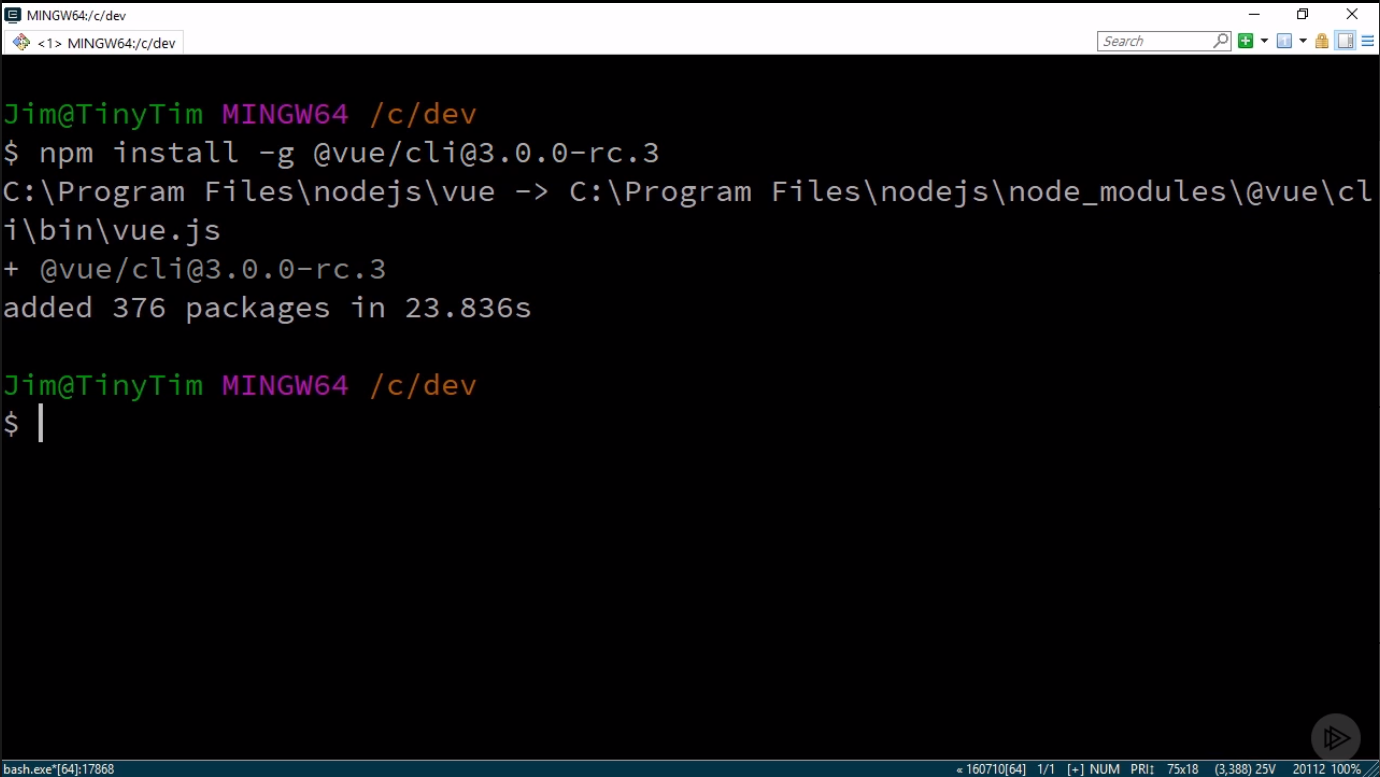 MINGW64:/c/dev
<1> MINGW64:/c/dev
Search
Jim@TinyTim MINGW64 /c/dev
$ npm install -g @vue/cli@3.0.0-rc.3
C:\Program Files\nodejs\vue -> C:\Program Files\nodejs\node_modules\@vue\cl
i\bin\vue.js
+ @vue/cli@3.0.0-rc.3
added 376 packages in 23.836s
Jim@TinyTim MINGW64 /c/dev
$
bash.exe*[64]:17868
« 160710[64] 1/1 [+] NUM PRI↕ 75x18 (3,388) 25V 20112 100%